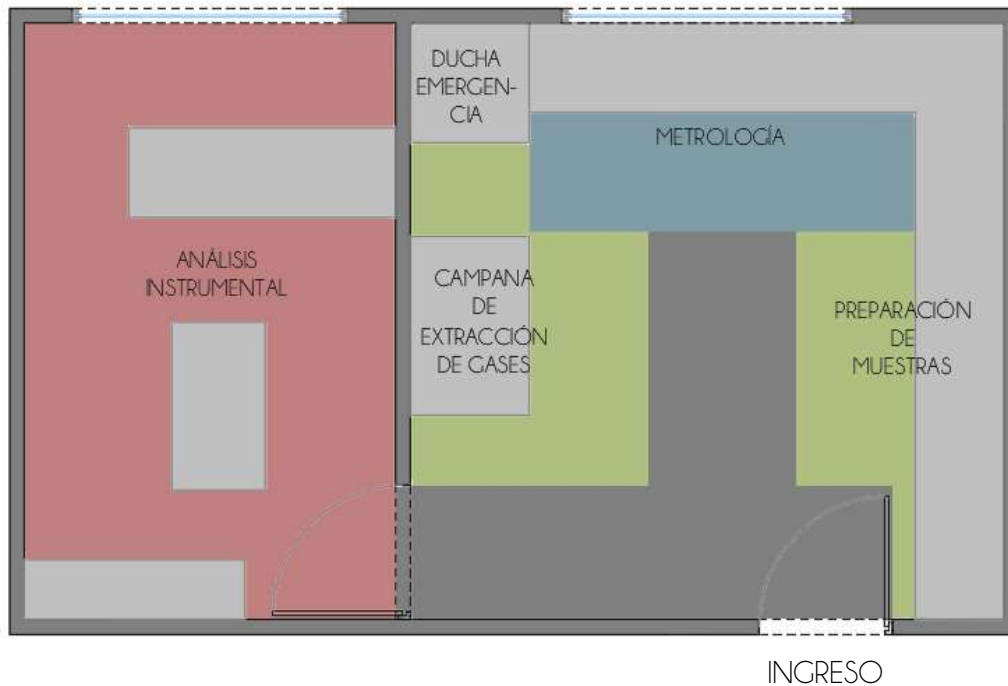 DUCHA
EMERGEN-
CIA
METROLOGÍA
ANÁLISIS
INSTRUMENTAL
CAMPANA
DE
EXTRACCIÓN
DE GASES
PREPARACIÓN
DE
MUESTRAS
INGRESO